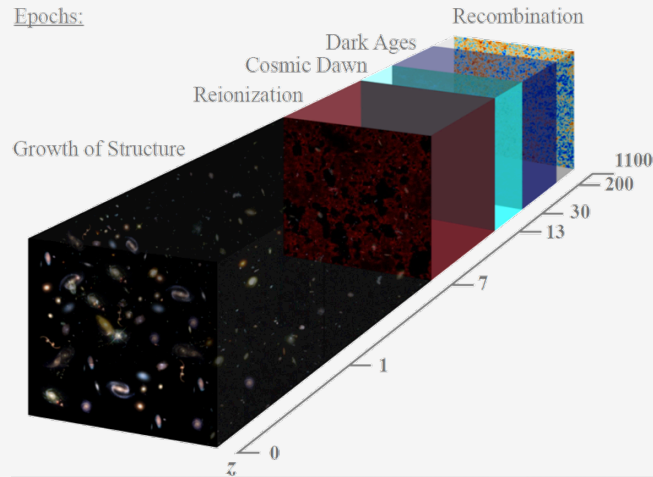 Epochs:
Recombination
Dark Ages
Cosmic Dawn
Reionization
Growth of Structure
1100
200
30
13
7
1
0
z